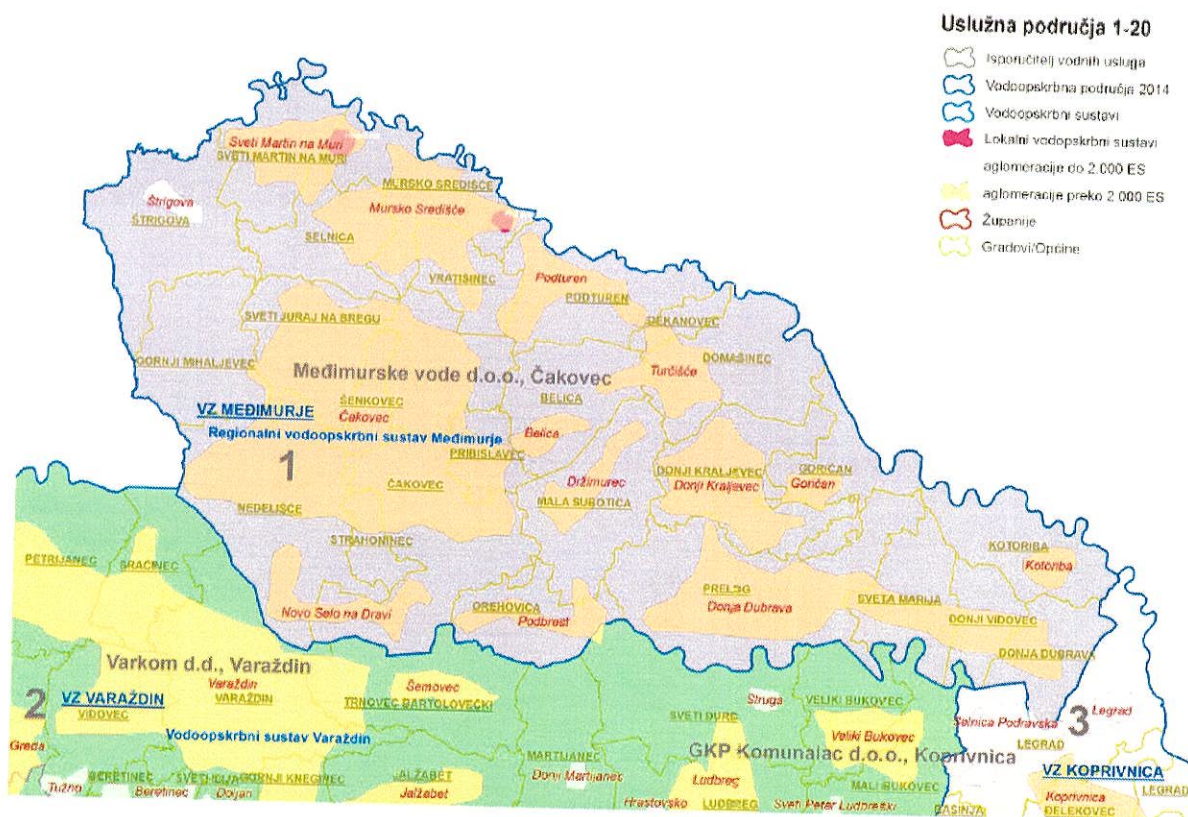 Uslužna područja 1-20
Isporučitelj vodnih usluga
Vodoopskrbna područja 2014
Vodoopskrbni sustavi
Lokalni vodopskrbni sustavi
aglomeracije do 2.000 ES
aglomeracije preko 2 000 ES
Županije
Gradovi/Općine
Sveti Martin na Muri
SVETI MARTIN NA MURI
MURSKO SREDIŠĆE
Štrigova
ŠTRIGOVA
Mursko Središće
SELNICA
VRATIŠINEC
Podturen
PODTUREN
SVETI JURAJ NA BREGU
DEKANOVEC
GORNJI MIHALJEVEC
DOMAŠINEC
Međimurske vode d.o.o., Čakovec
Turčišće
BELICA
ŠENKOVEC
VZ MEĐIMURJE
Čakovec
Regionalni vodoopskrbni sustav Međimurje
Belica
PRIBISLAVEC
1
DONJI KRALJEVEC
GORIČAN
Držimurec
Donji Kraljevec
Goričan
ČAKOVEC
MALA SUBOTICA
NEDELIŠĆE
STRAHONINEC
KOTORIBA
Kotoriba
PETRIJANEC
SRAČINEC
PRELOG
SVETA MARIJA
Novo Selo na Dravi
OREHOVICA
Donja Dubrava
Podbrest
DONJI VIDOVEC
DONJA DUBRAVA
Varkom d.d., Varaždin
Varaždin
Šemovec
2
VZ VARAŽDIN
VARAŽDIN
TRNOVEC BARTOLOVEČKI
Struga
VELIKI BUKOVEC
3
Legrad
VIDOVEC
SVETI ĐURĐ
Selnica Podravska
Vodoopskrbni sustav Varaždin
Veliki Bukovec
LEGRAD
Greda
MARTIJANEC
GKP Komunalac d.o.o., Koprivnica
BERETINEC
SVETI ILIJA
GORNJI KNEGINEC
JALŽABET
Donji Martijanec
Ludbreg
VZ KOPRIVNICA
Tužno
Beretinec
Doljan
Jalžabet
MALI BUKOVEC
LEGRAD
Hrastovsko
LUDBREG
Sveti Petar Ludbreški
RASINJA
Koprivnica
ĐELEKOVEC